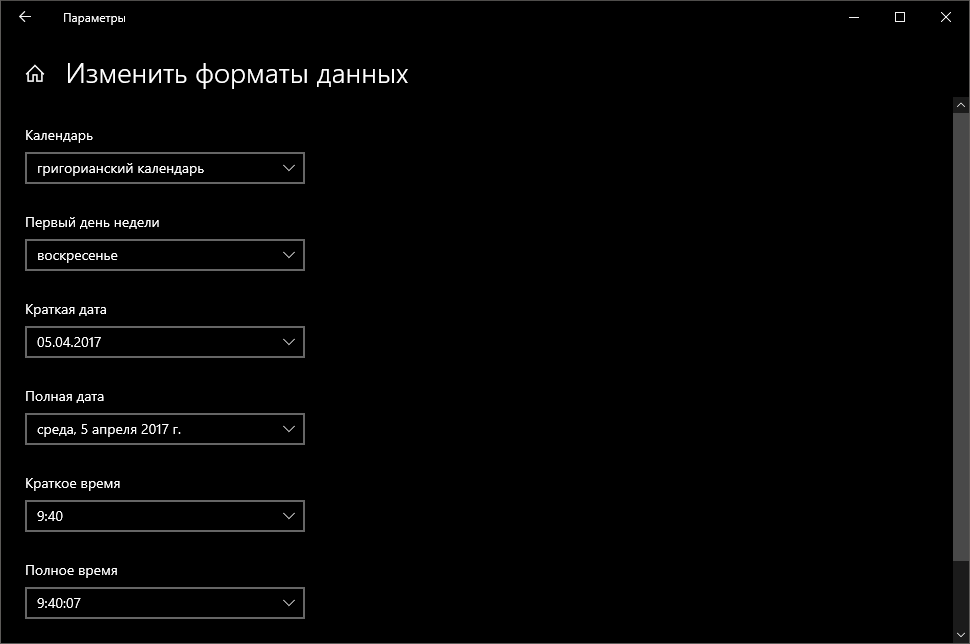 Параметры
Изменить форматы данных
Календарь
григорианский календарь
Первый день недели
воскресенье
Краткая дата
05.04.2017
Полная дата
среда, 5 апреля 2017 г.
Краткое время
9:40
Полное время
9:40:07